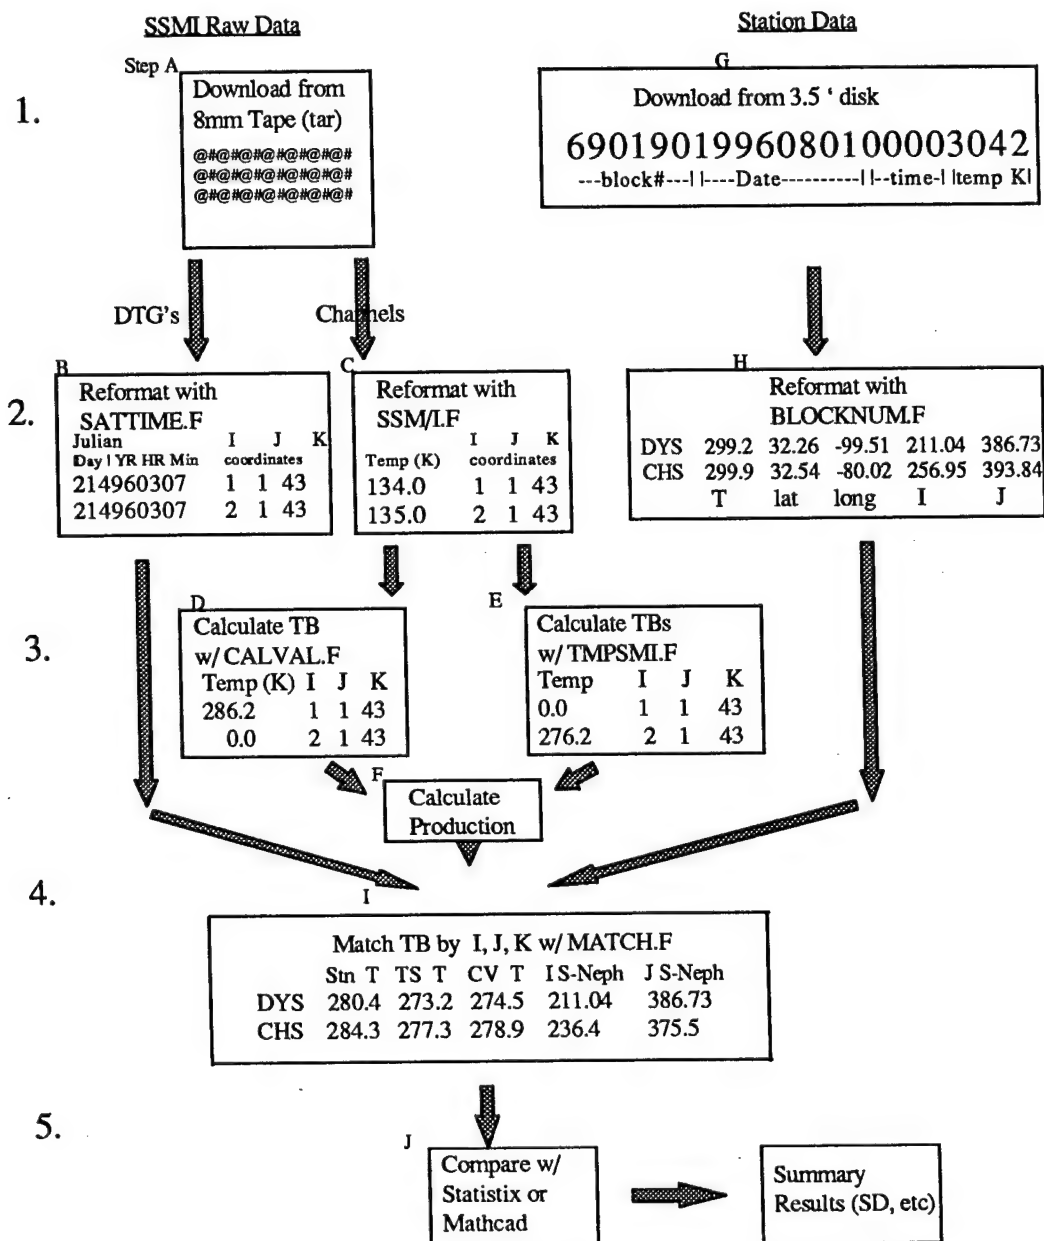 SSMI Raw Data
Station Data
1.
Step A
Download from
8mm Tape (tar)
@#@#@#@#@#@#@#
@#@#@#@#@#@#@#
@#@#@#@#@#@#@#
G
Download from 3.5 ‘ disk
690190199608010000 3042
---block#---| |----Date----------| |--time-| |temp K|
DTG's
Channels
2.
B
Reformat with
SATTIME.F
Julian I J K
Day | YR HR Min coordinates
214960307 1 1 43
214960307 2 1 43
C
Reformat with
SSM/I.F
I J K
Temp (K) coordinates
134.0 1 1 43
135.0 2 1 43
H
Reformat with
BLOCKNUM.F
DYS 299.2 32.26 -99.51 211.04 386.73
CHS 299.9 32.54 -80.02 256.95 393.84
T lat long I J
3.
D
Calculate TB
w/ CALVAL.F
Temp (K) I J K
286.2 1 1 43
0.0 2 1 43
E
Calculate TBs
w/ TMPSMI.F
Temp I J K
0.0 1 1 43
276.2 2 1 43
F
Calculate
Production
4.
I
Match TB by I, J, K w/ MATCH.F
Stn T TS T CV T I S-Neph J S-Neph
DYS 280.4 273.2 274.5 211.04 386.73
CHS 284.3 277.3 278.9 236.4 375.5
5.
J
Compare w/
Statistix or
Mathcad
Summary
Results (SD, etc)